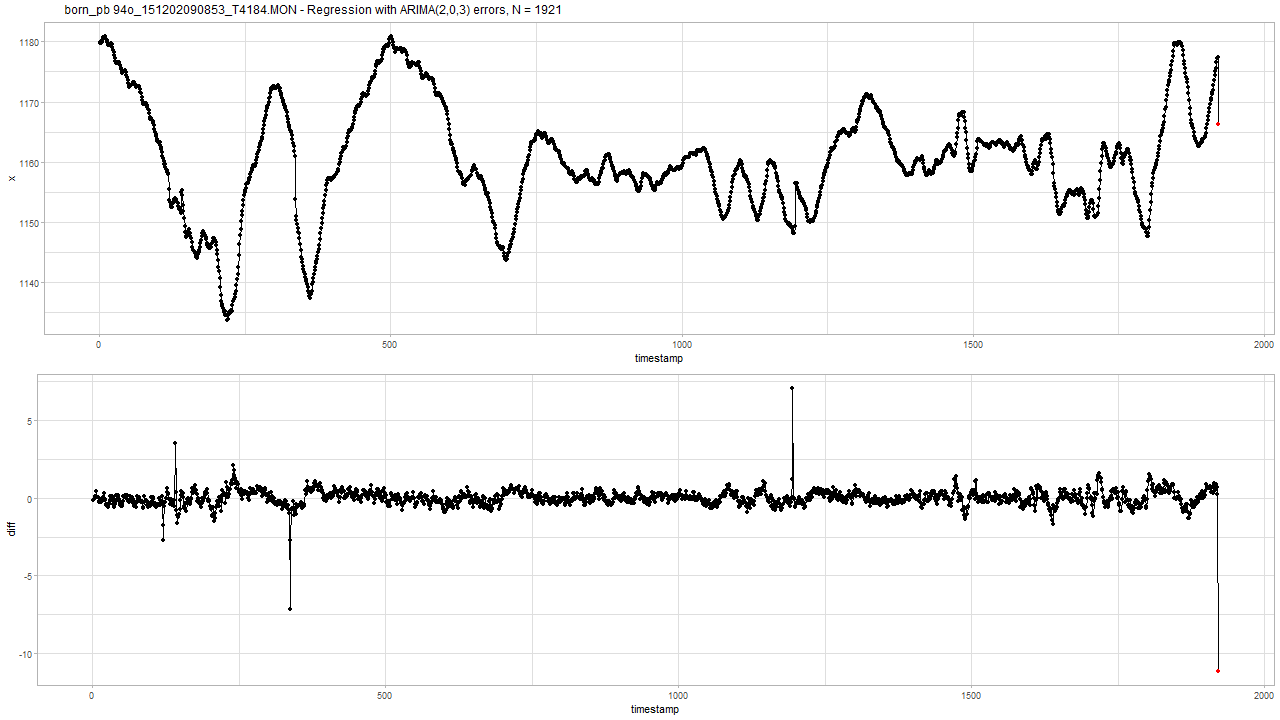 born_pb 94o_151202090853_T4184.MON - Regression with ARIMA(2,0,3) errors, N = 1921
1180
1170
1160
1150
1140
x
0 500 1000 1500 2000
timestamp
5
0
-5
-10
diff
0 500 1000 1500 2000
timestamp